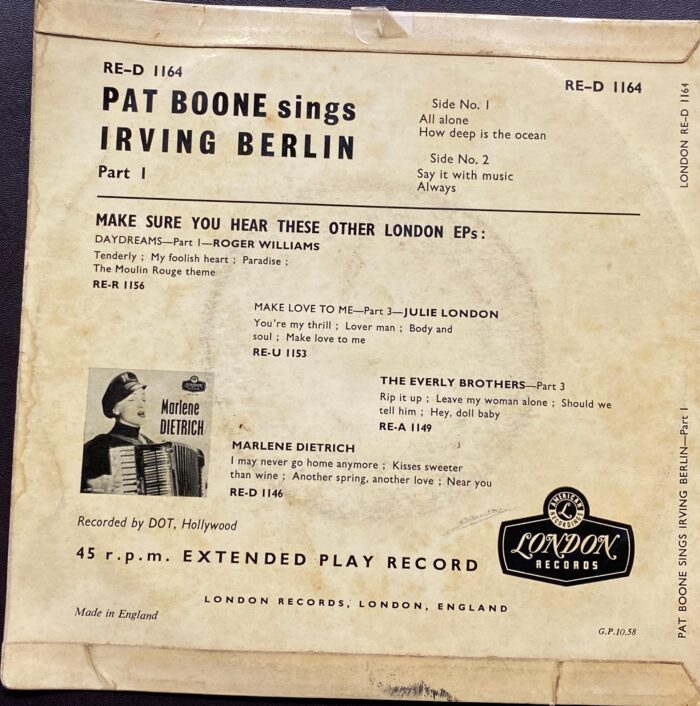 RE-D 1164
RE-D 1164
PAT BOONE sings
IRVING BERLIN
Part 1
Side No. 1
All alone
How deep is the ocean
Side No. 2
Say it with music
Always
MAKE SURE YOU HEAR THESE OTHER LONDON EPs:
DAYDREAMS—Part 1—ROGER WILLIAMS
Tenderly ; My foolish heart ; Paradise ;
The Moulin Rouge theme
RE-R 1156
MAKE LOVE TO ME—Part 3—JULIE LONDON
You're my thrill ; Lover man ; Body and
soul ; Make love to me
RE-U 1153
THE EVERLY BROTHERS—Part 3
Rip it up ; Leave my woman alone ; Should we
tell him ; Hey, doll baby
RE-A 1149
LONDON
Marlene
DIETRICH
MARLENE DIETRICH
I may never go home anymore ; Kisses sweeter
than wine ; Another spring, another love ; Near you
RE-D 1146
Recorded by DOT, Hollywood
45 r.p.m. EXTENDED PLAY RECORD
AMERICAN
L
RECORDINGS
LONDON
RECORDS
LONDON RECORDS, LONDON, ENGLAND
Made in England
G.P.10.58
LONDON RE-D 1164
PAT BOONE SINGS IRVING BERLIN—Part 1